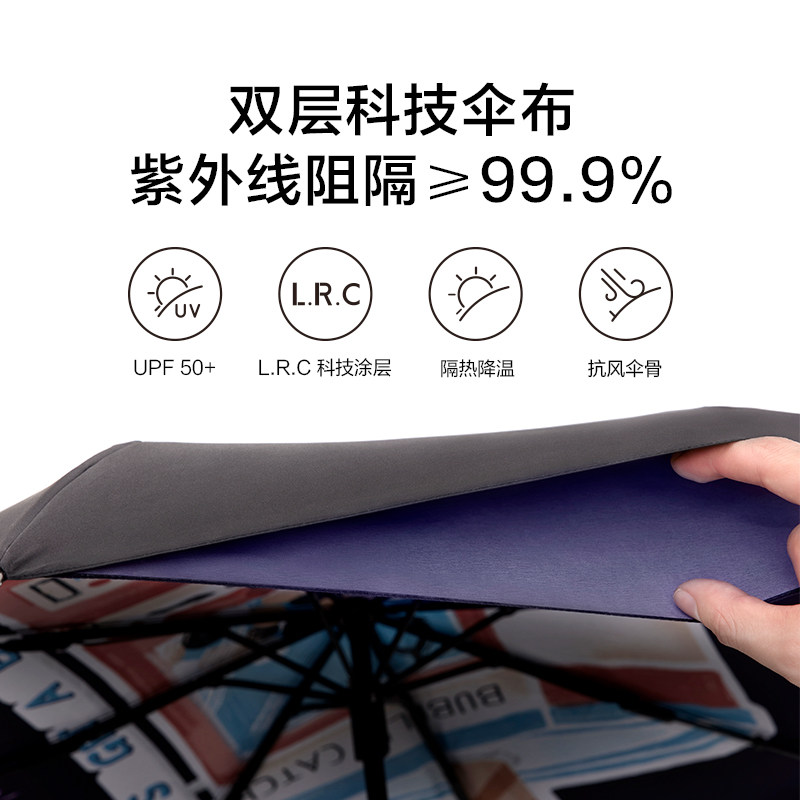 双层科技伞布
紫外线阻隔≥99.9%
UV
L.R.C
UPF 50+
L.R.C 科技涂层
隔热降温
抗风伞骨
CATCH